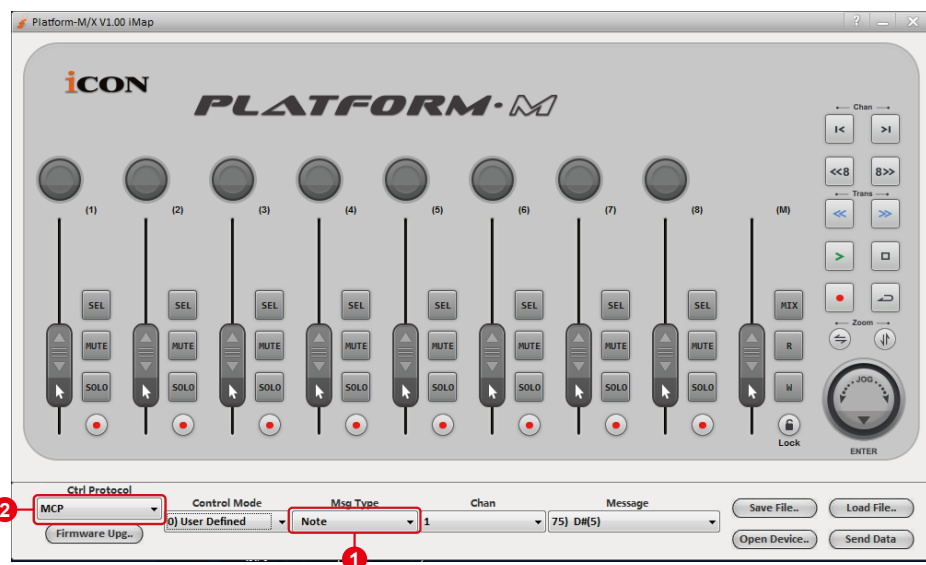 Platform-M/X V1.00 iMap
? _ X
iCON
PLATFORM·M
Chan
I< >I
<<8 8>>
Trans
<< >>
>
Zoom
(1) (2) (3) (4) (5) (6) (7) (8) (M)
SEL SEL SEL SEL SEL SEL SEL SEL MIX
MUTE MUTE MUTE MUTE MUTE MUTE MUTE MUTE R
SOLO SOLO SOLO SOLO SOLO SOLO SOLO SOLO W
Lock
JOG
ENTER
Ctrl Protocol
2 MCP
Firmware Upg..
Control Mode
0) User Defined
Msg Type
Note
1
Chan
1
Message
75) D#(5)
Save File.. Load File..
Open Device.. Send Data